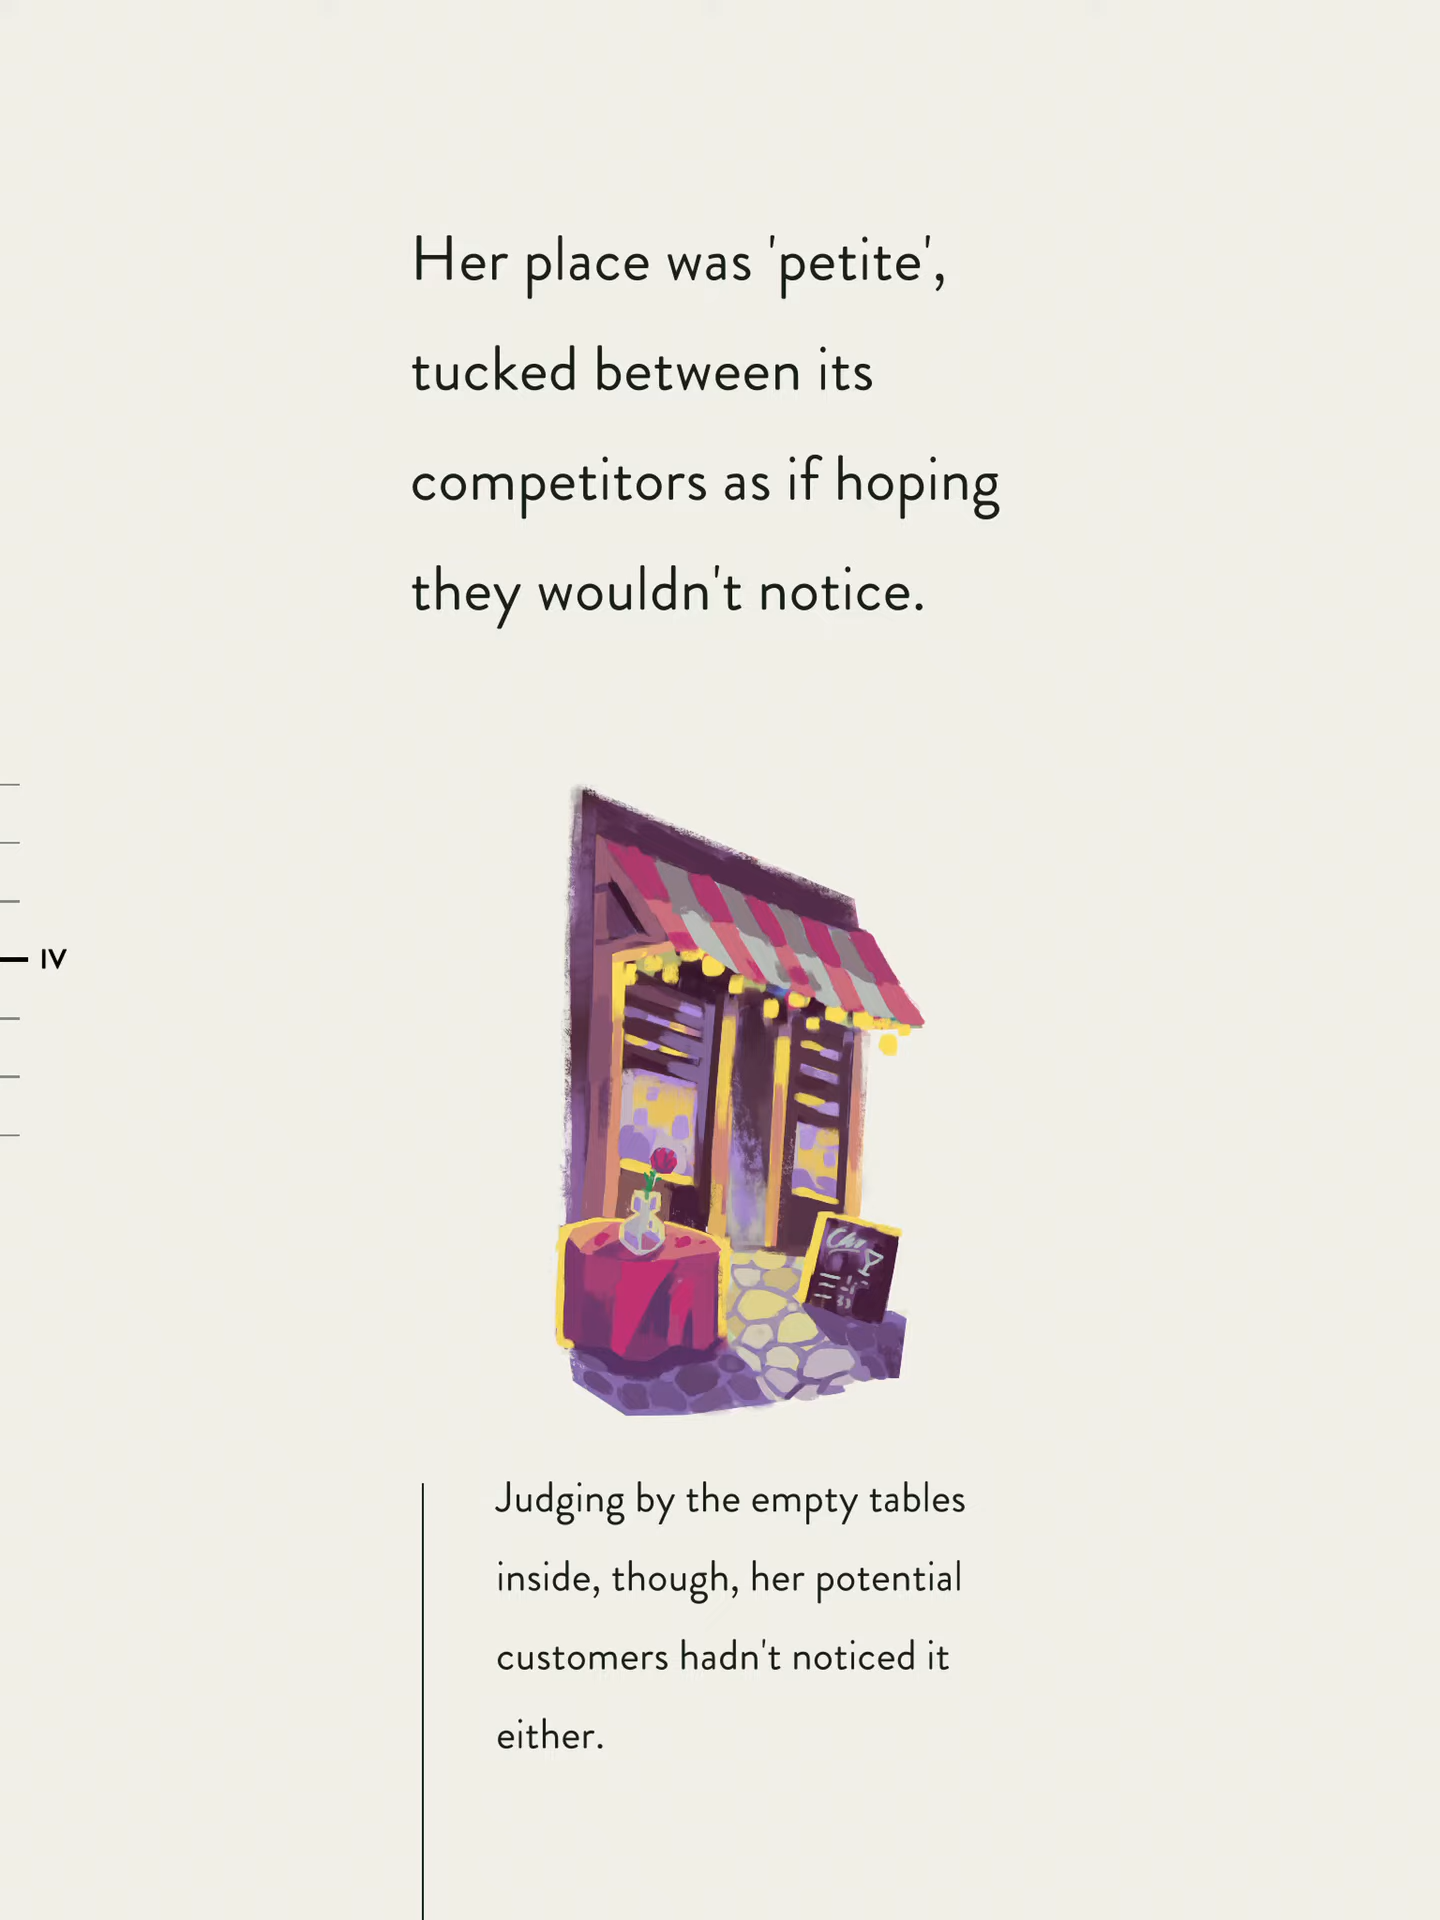 Her place was 'petite',
tucked between its
competitors as if hoping
they wouldn't notice.
IV
Judging by the empty tables
inside, though, her potential
customers hadn't noticed it
either.